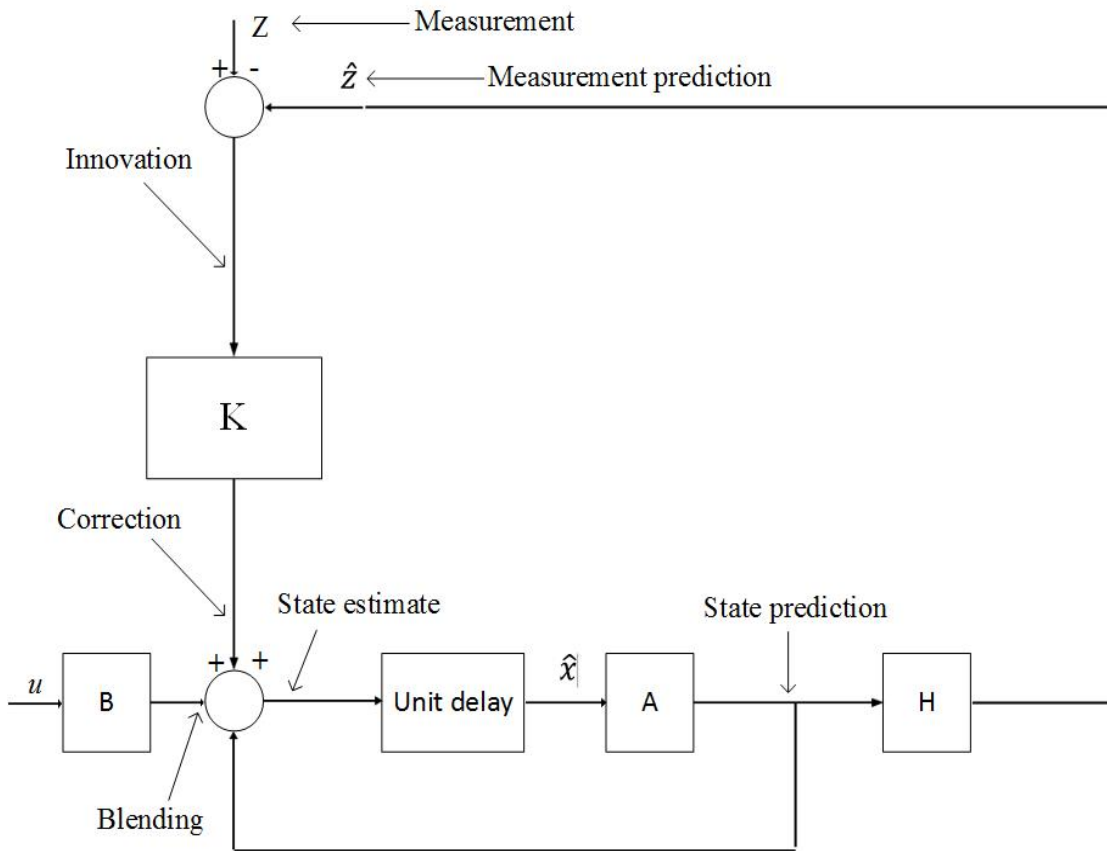 Z
Measurement
+ -
ẑ
Measurement prediction
Innovation
K
Correction
State estimate
State prediction
+ +
u
B
Unit delay
x̂
A
H
Blending